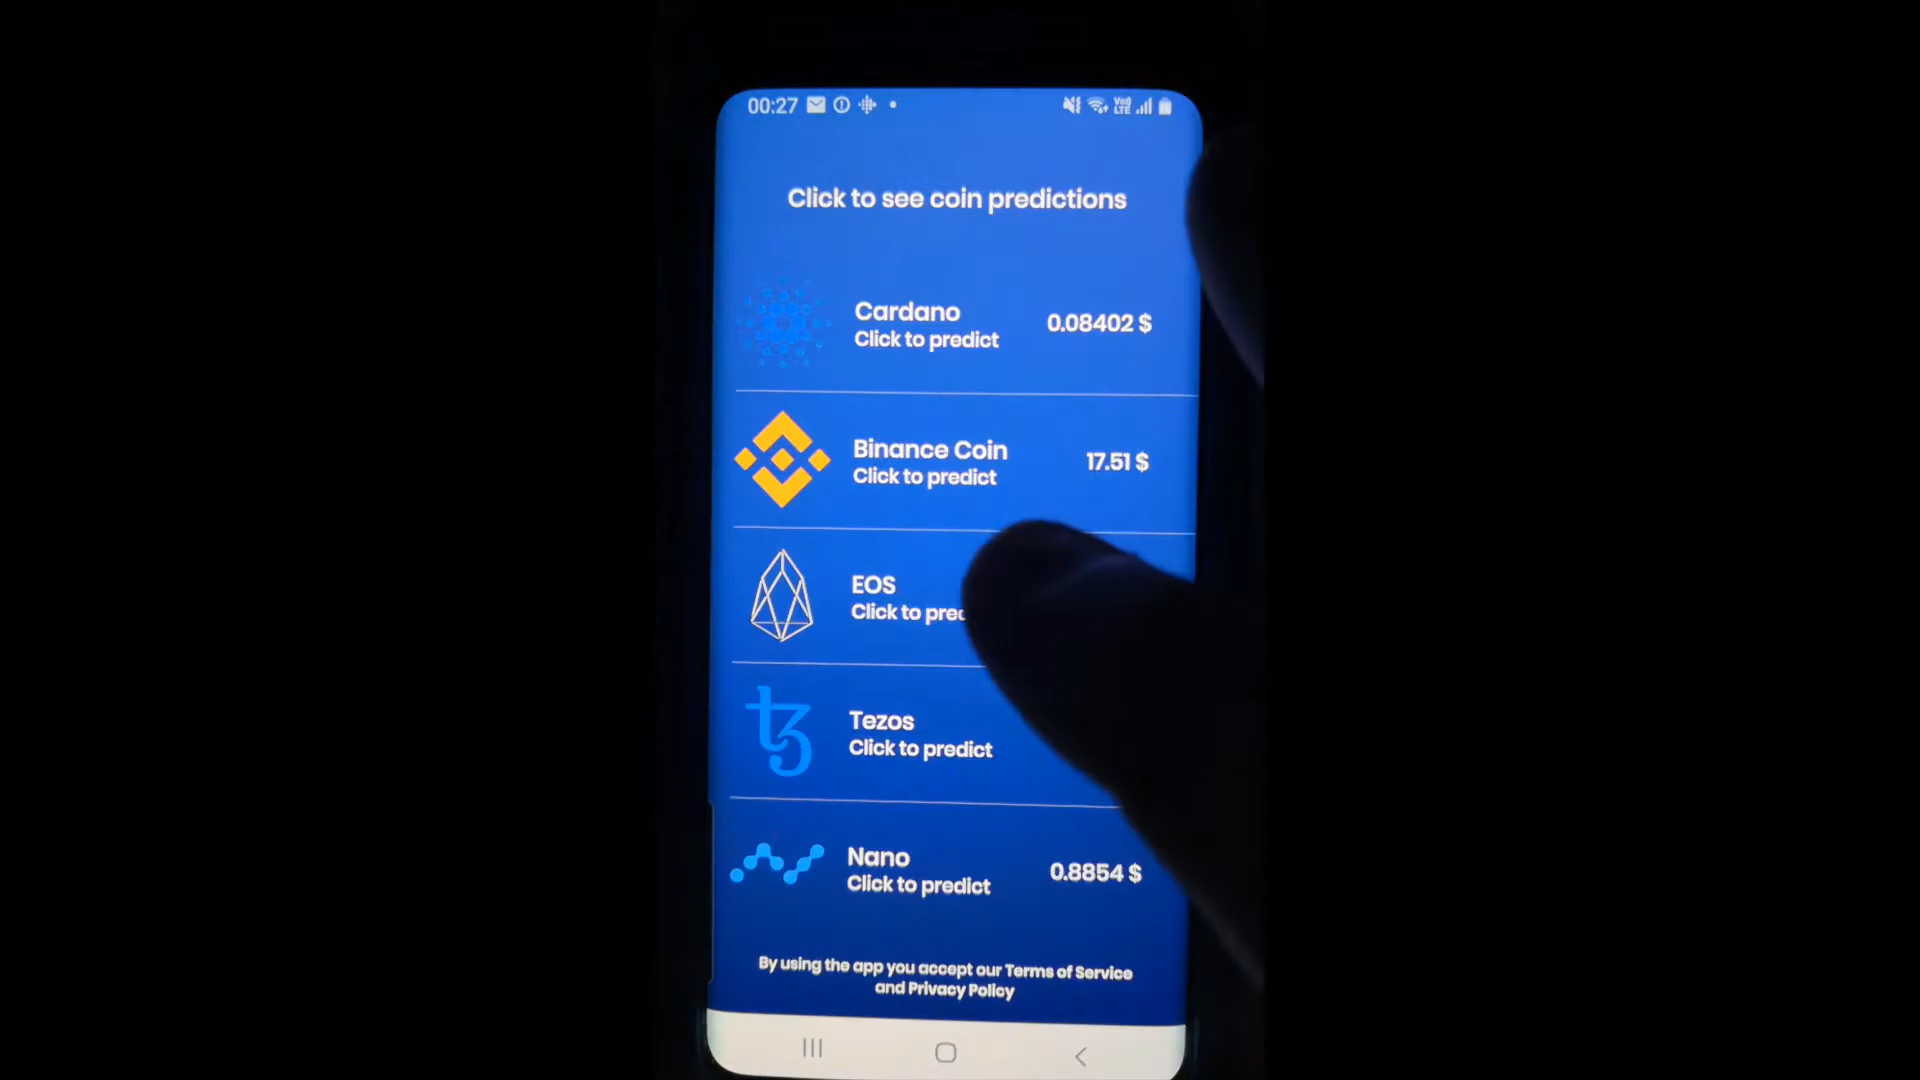 00:27
Click to see coin predictions
Cardano
Click to predict
0.08402 $
Binance Coin
Click to predict
17.51 $
EOS
Click to
Tezos
Click to predict
Nano
Click to predict
0.8854 $
By using the app you accept our Terms of Service
and Privacy Policy